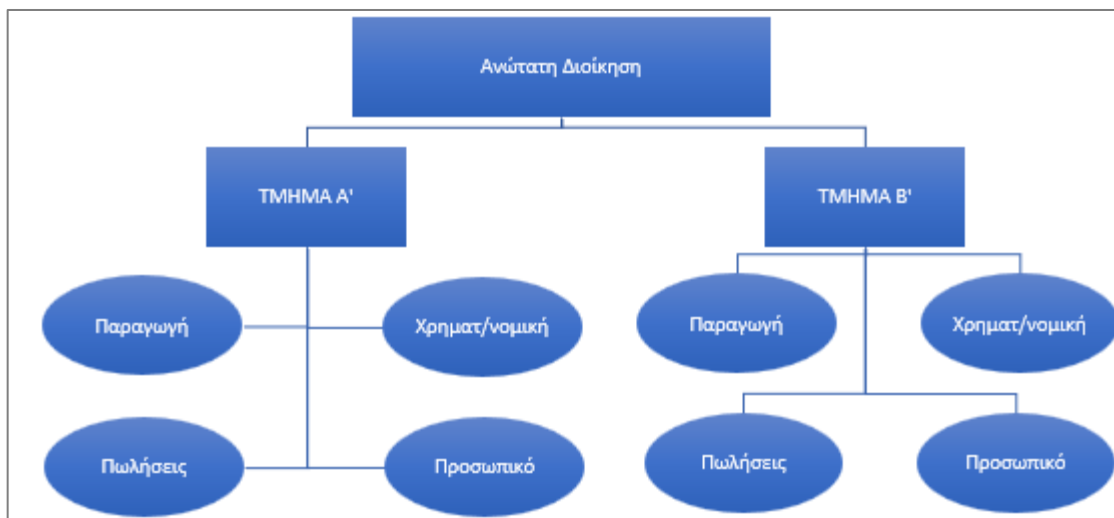 Ανώτατη Διοίκηση
ΤΜΗΜΑ Α'
ΤΜΗΜΑ Β'
Παραγωγή
Χρηματ/νομική
Πωλήσεις
Προσωπικό
Παραγωγή
Χρηματ/νομική
Πωλήσεις
Προσωπικό